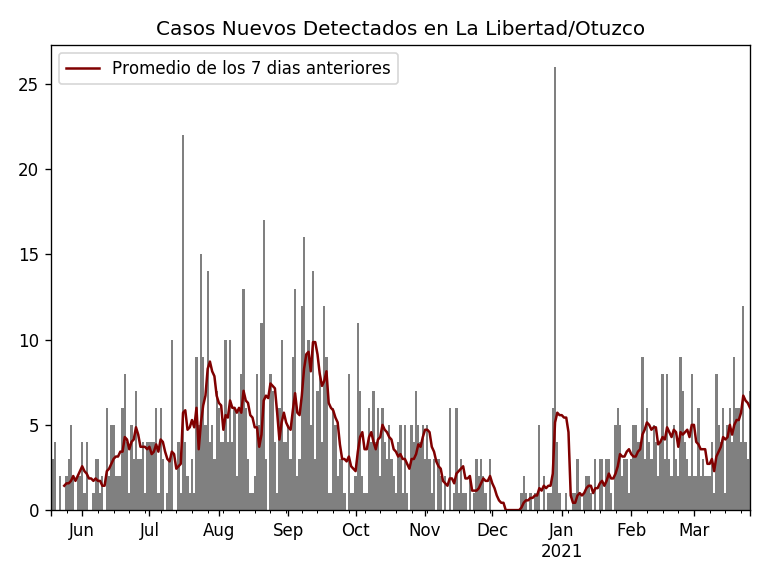 Casos Nuevos Detectados en La Libertad/Otuzco
Promedio de los 7 dias anteriores
25
20
15
10
5
0
Jun Jul Aug Sep Oct Nov Dec Jan Feb Mar
2021